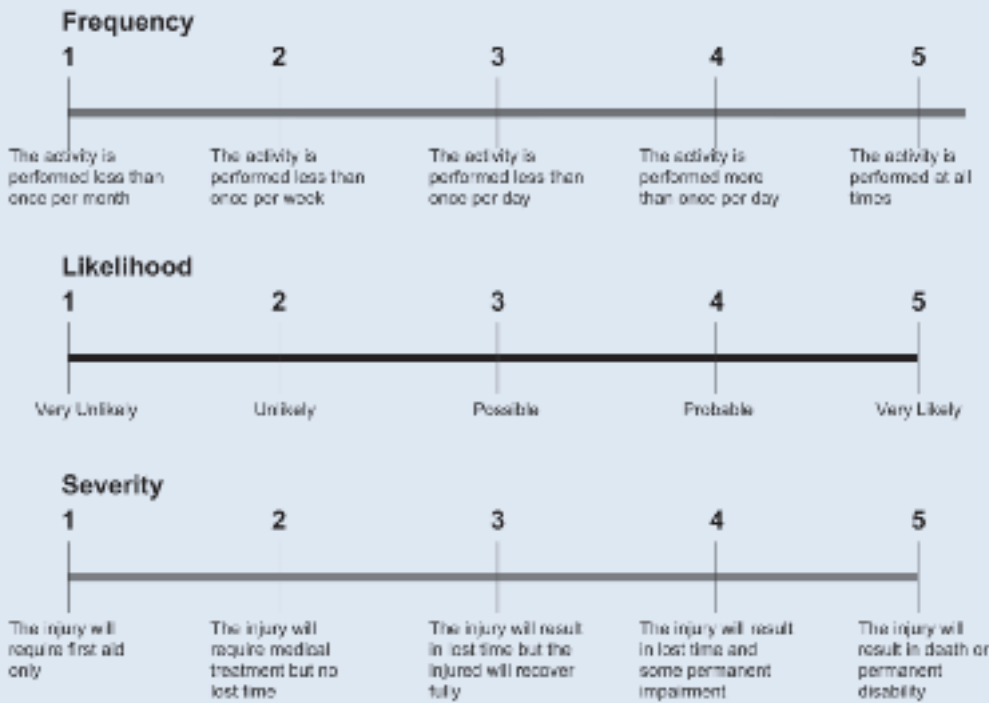 Frequency
1 2 3 4 5
The activity is performed less than once per month
The activity is performed less than once per week
The activity is performed less than once per day
The activity is performed more than once per day
The activity is performed at all times
Likelihood
1 2 3 4 5
Very Unlikely Unlikely Possible Probable Very Likely
Severity
1 2 3 4 5
The injury will require first aid only
The injury will require medical treatment but no lost time
The injury will result in lost time but the injured will recover fully
The injury will result in lost time and some permanent impairment
The injury will result in death or permanent disability